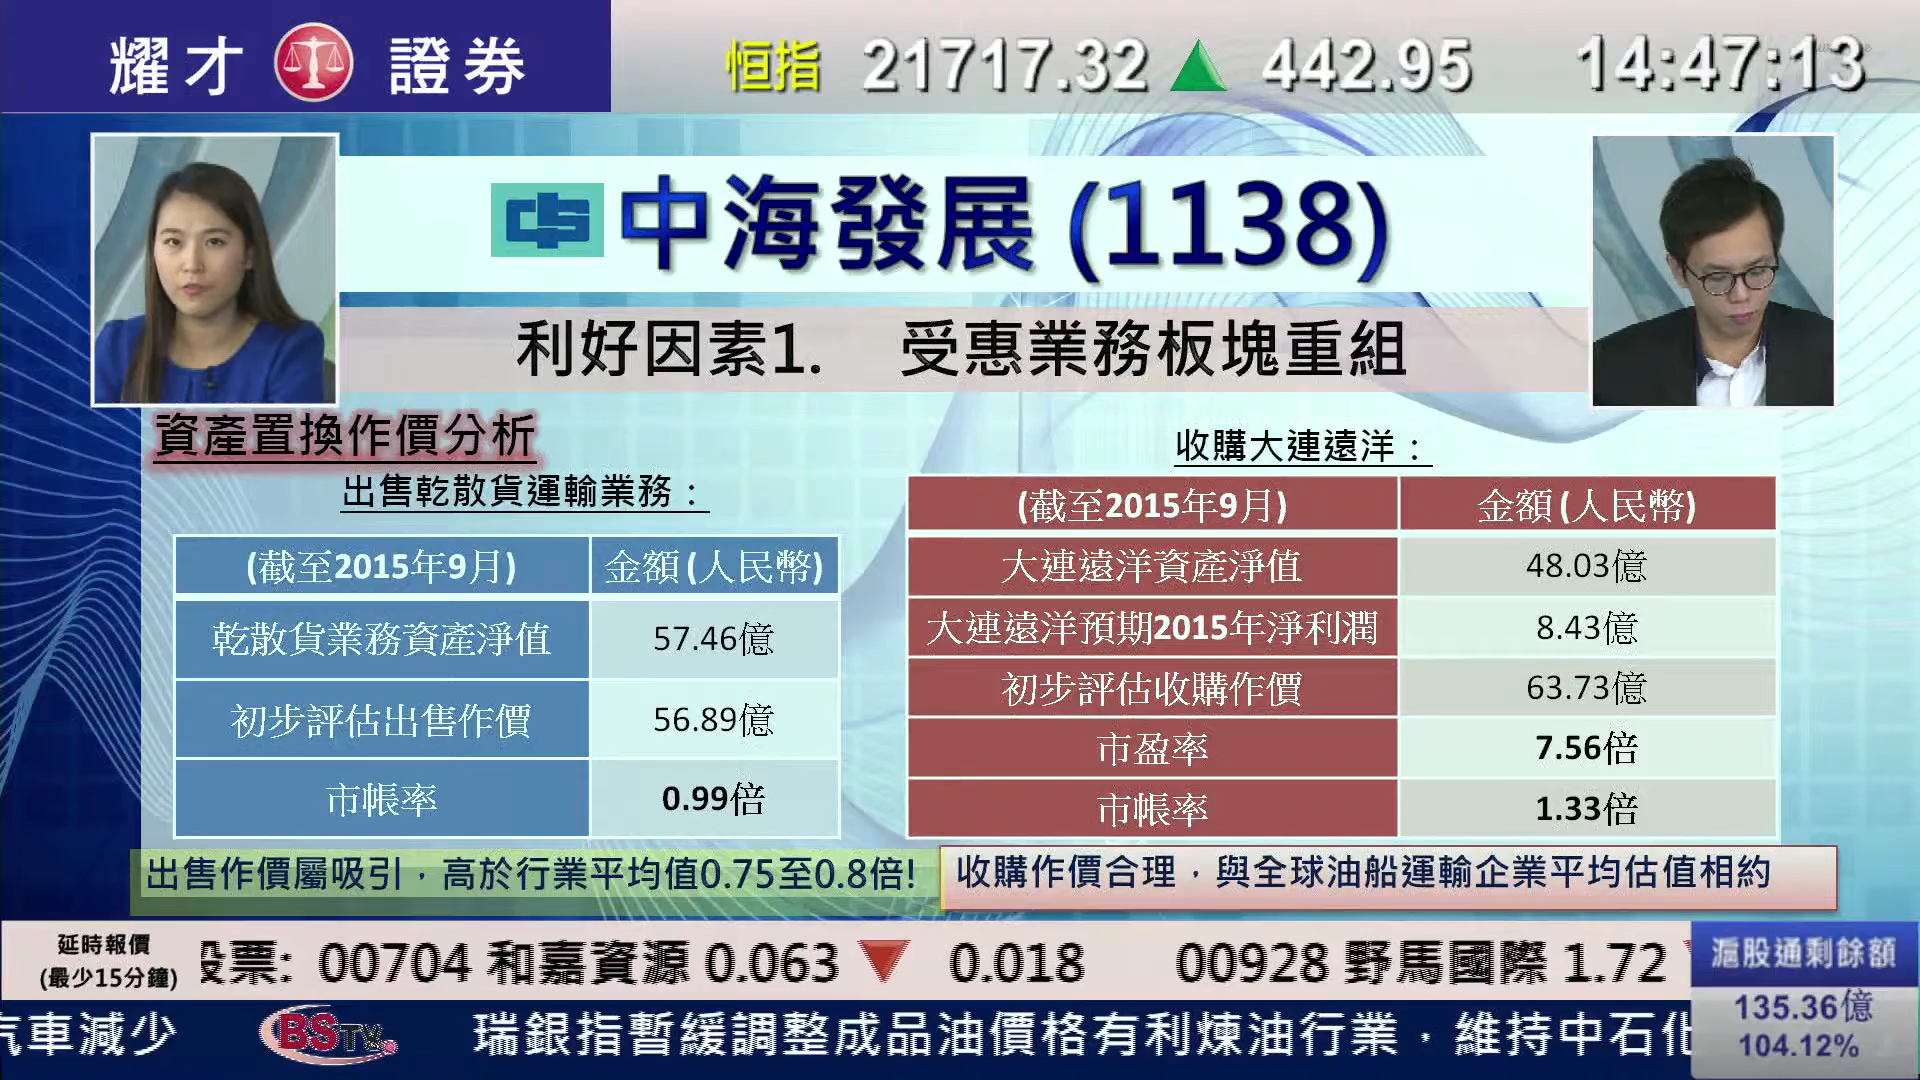 耀才 證券
恒指 21717.32 ▲ 442.95 14:47:13
中海發展 (1138)
利好因素1. 受惠業務板塊重組
資產置換作價分析
出售乾散貨運輸業務：
(截至2015年9月) 金額(人民幣)
乾散貨業務資產淨值 57.46億
初步評估出售作價 56.89億
市帳率 0.99倍
出售作價屬吸引，高於行業平均值0.75至0.8倍!
收購大連遠洋：
(截至2015年9月) 金額(人民幣)
大連遠洋資產淨值 48.03億
大連遠洋預期2015年淨利潤 8.43億
初步評估收購作價 63.73億
市盈率 7.56倍
市帳率 1.33倍
收購作價合理，與全球油船運輸企業平均估值相約
延時報價
(最少15分鐘)
股票: 00704 和嘉資源 0.063 ▼ 0.018 00928 野馬國際 1.72
滬股通剩餘額
135.36億
104.12%
汽車減少 BSTV 瑞銀指暫緩調整成品油價格有利煉油行業，維持中石化